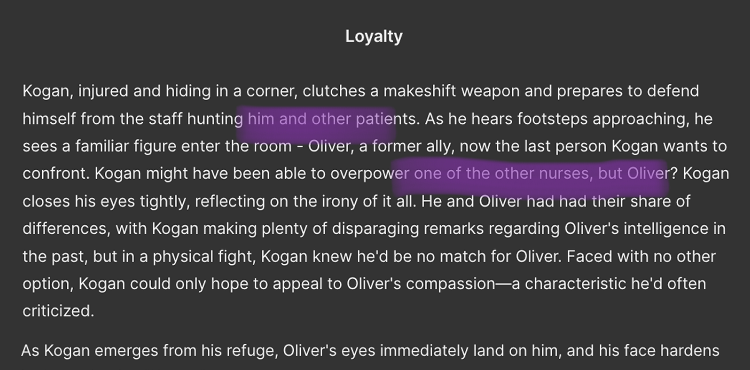 Loyalty
Kogan, injured and hiding in a corner, clutches a makeshift weapon and prepares to defend
himself from the staff hunting him and other patients. As he hears footsteps approaching, he
sees a familiar figure enter the room - Oliver, a former ally, now the last person Kogan wants to
confront. Kogan might have been able to overpower one of the other nurses, but Oliver? Kogan
closes his eyes tightly, reflecting on the irony of it all. He and Oliver had had their share of
differences, with Kogan making plenty of disparaging remarks regarding Oliver's intelligence in
the past, but in a physical fight, Kogan knew he'd be no match for Oliver. Faced with no other
option, Kogan could only hope to appeal to Oliver's compassion—a characteristic he'd often
criticized.
As Kogan emerges from his refuge, Oliver's eyes immediately land on him, and his face hardens